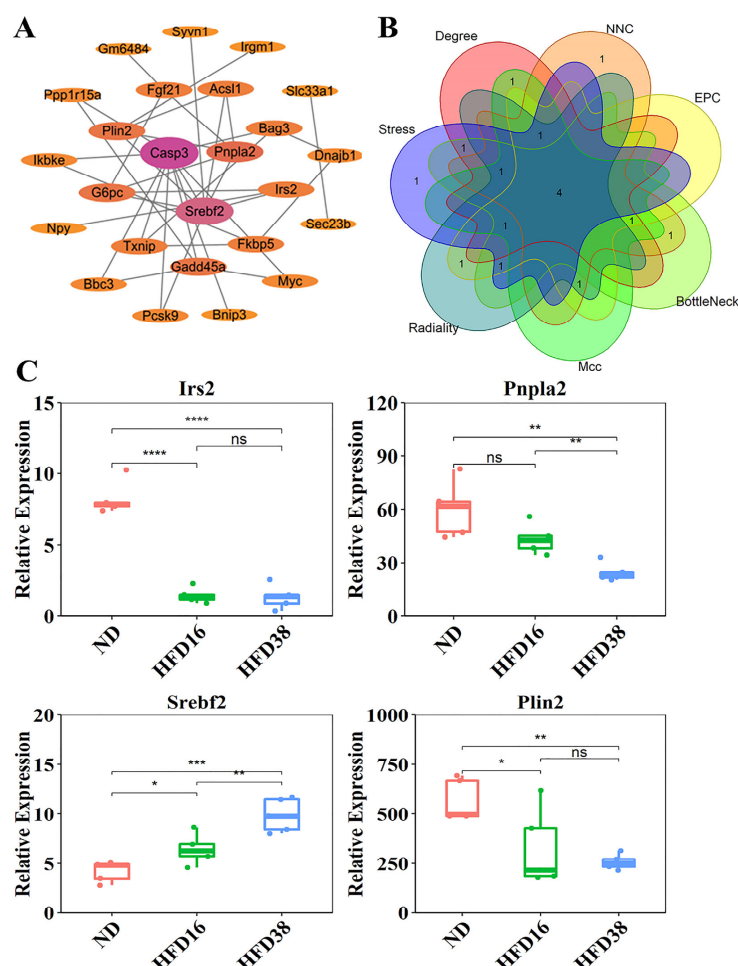 A
Syvn1
Gm6484
Irgm1
Ppp1r15a
Fgf21
Acsl1
Slc33a1
Plin2
Bag3
Casp3
Pnpla2
Dnajb1
Ikbke
G6pc
Irs2
Srebf2
Npy
Sec23b
Txnip
Fkbp5
Gadd45a
Bbc3
Myc
Pcsk9
Bnip3
B
NNC
Degree
EPC
Stress
BottleNeck
Radiality
Mcc
1
1
1
1
1
1
1
4
1
1
1
1
1
1
C
Irs2
Relative Expression
15
10
5
0
****
****
ns
ND
HFD16
HFD38
Pnpla2
Relative Expression
120
90
60
30
0
**
ns
**
ND
HFD16
HFD38
Srebf2
Relative Expression
20
15
10
5
0
***
*
**
ND
HFD16
HFD38
Plin2
Relative Expression
1000
750
500
250
0
**
*
ns
ND
HFD16
HFD38